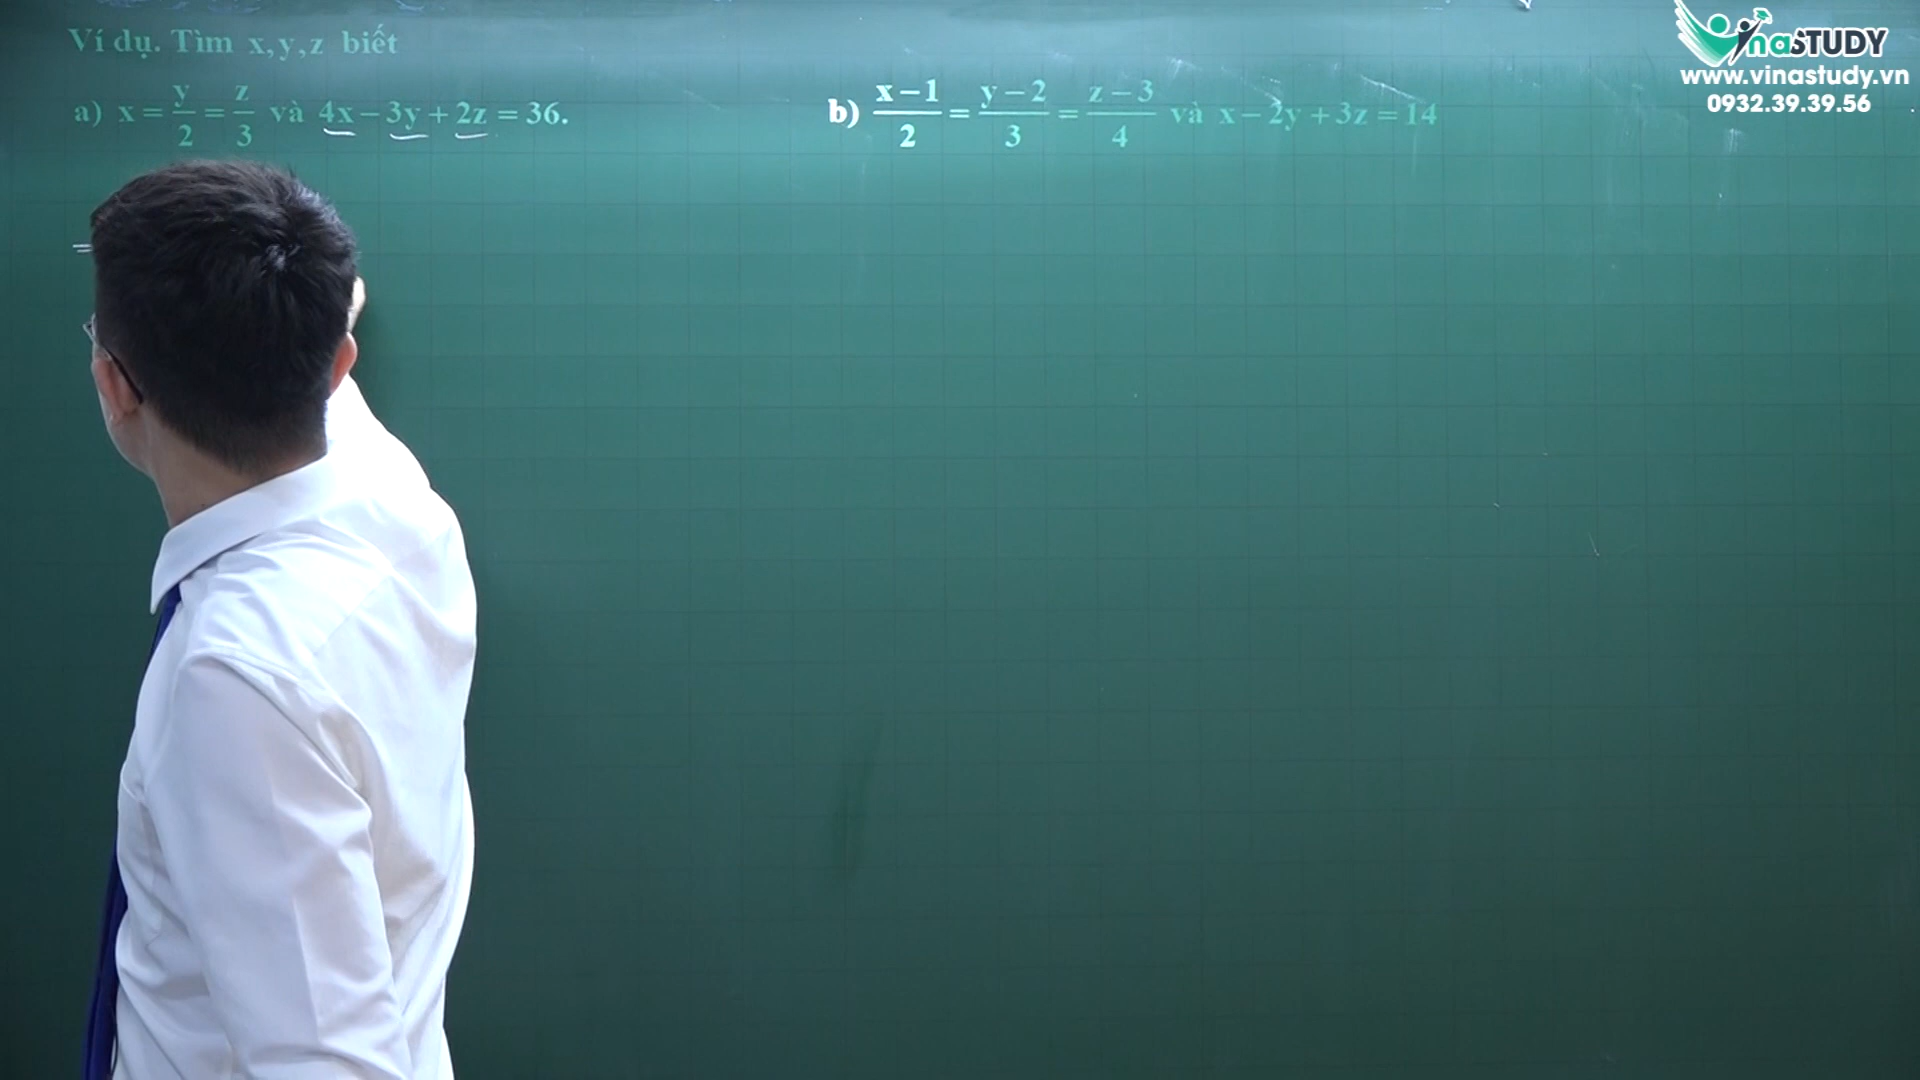 Ví dụ. Tìm x, y, z biết
a) x = y/2 = z/3 và 4x − 3y + 2z = 36.
b) (x − 1)/2 = (y − 2)/3 = (z − 3)/4 và x − 2y + 3z = 14
=
VinaSTUDY
www.vinastudy.vn
0932.39.39.56